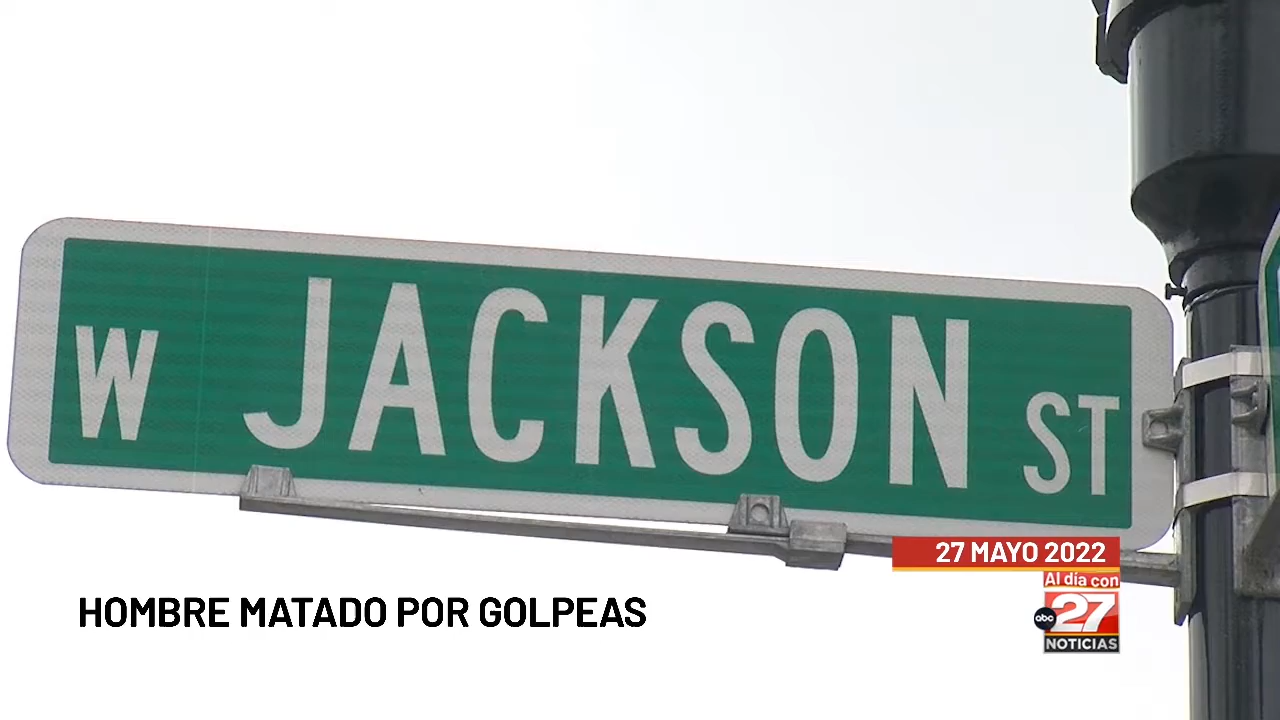 W JACKSON ST
27 MAYO 2022
HOMBRE MATADO POR GOLPEAS
Al día con
abc 27
NOTICIAS